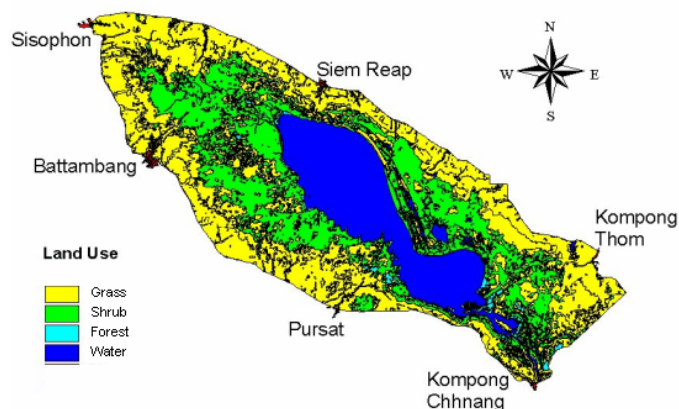 Sisophon
Siem Reap
N
W E
S
Battambang
Kompong
Thom
Land Use
Grass
Shrub
Forest
Water
Pursat
Kompong
Chhnang